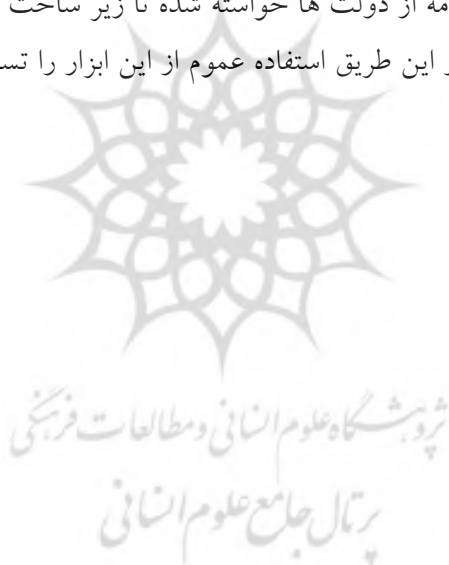 مه از دولت ها خواسته شده تا زیر ساخت
ر این طریق استفاده عموم از این ابزار را تس
پژوهشگاه علوم انسانی و مطالعات فرهنگی
پرتال جامع علوم انسانی